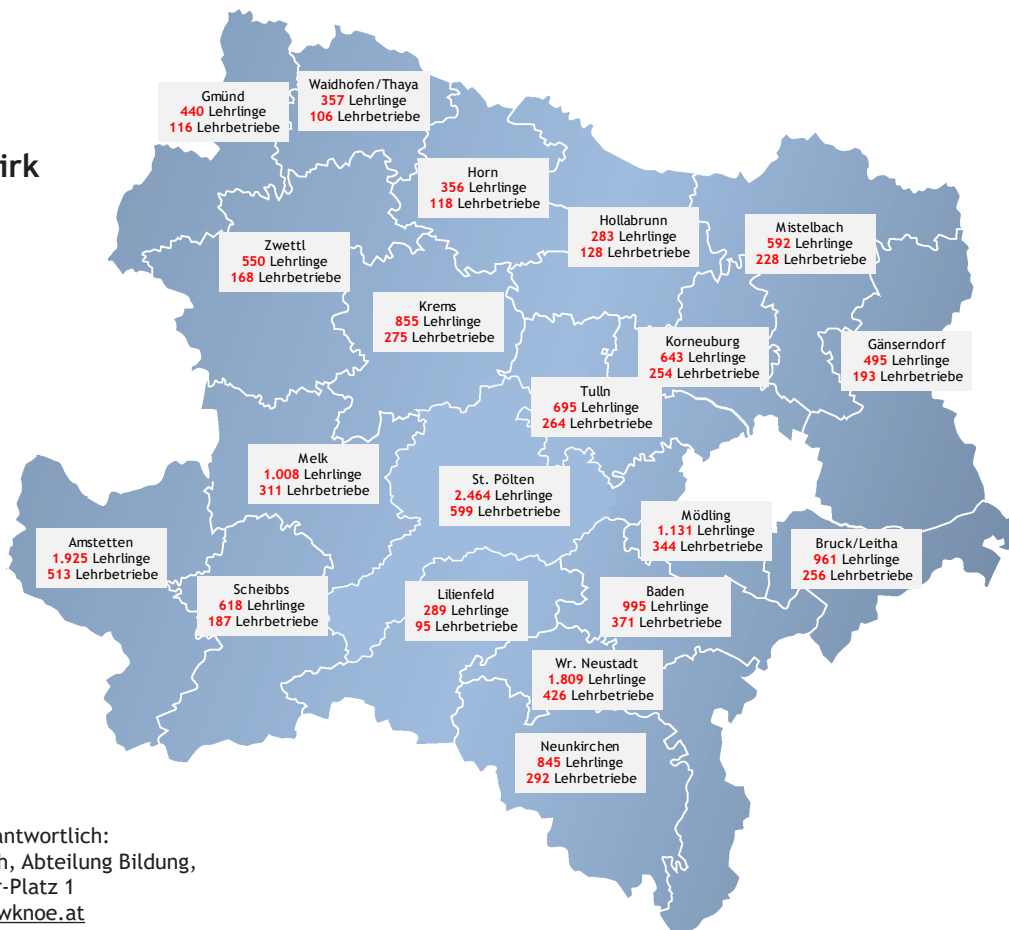 Waidhofen/Thaya
357 Lehrlinge
106 Lehrbetriebe
Gmünd
440 Lehrlinge
116 Lehrbetriebe
irk
Horn
356 Lehrlinge
118 Lehrbetriebe
Hollabrunn
283 Lehrlinge
128 Lehrbetriebe
Mistelbach
592 Lehrlinge
228 Lehrbetriebe
Zwettl
550 Lehrlinge
168 Lehrbetriebe
Krems
855 Lehrlinge
275 Lehrbetriebe
Korneuburg
643 Lehrlinge
254 Lehrbetriebe
Gänserndorf
495 Lehrlinge
193 Lehrbetriebe
Tulln
695 Lehrlinge
264 Lehrbetriebe
Melk
1.008 Lehrlinge
311 Lehrbetriebe
St. Pölten
2.464 Lehrlinge
599 Lehrbetriebe
Mödling
1.131 Lehrlinge
344 Lehrbetriebe
Amstetten
1.925 Lehrlinge
513 Lehrbetriebe
Bruck/Leitha
961 Lehrlinge
256 Lehrbetriebe
Scheibbs
618 Lehrlinge
187 Lehrbetriebe
Lilienfeld
289 Lehrlinge
95 Lehrbetriebe
Baden
995 Lehrlinge
371 Lehrbetriebe
Wr. Neustadt
1.809 Lehrlinge
426 Lehrbetriebe
Neunkirchen
845 Lehrlinge
292 Lehrbetriebe
antwortlich:
h, Abteilung Bildung,
r-Platz 1
wknoe.at